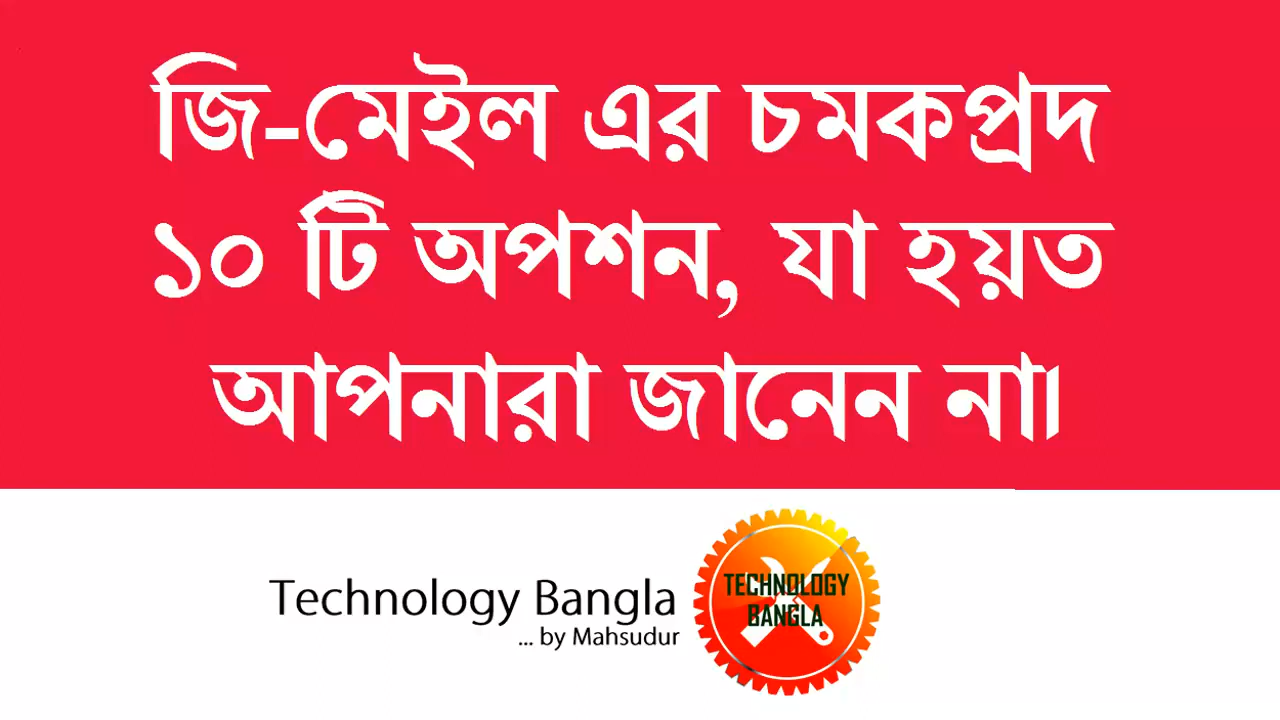 জি-মেইল এর চমকপ্রদ
১০ টি অপশন, যা হয়ত
আপনারা জানেন না।
Technology Bangla
... by Mahsudur
TECHNOLOGY
BANGLA